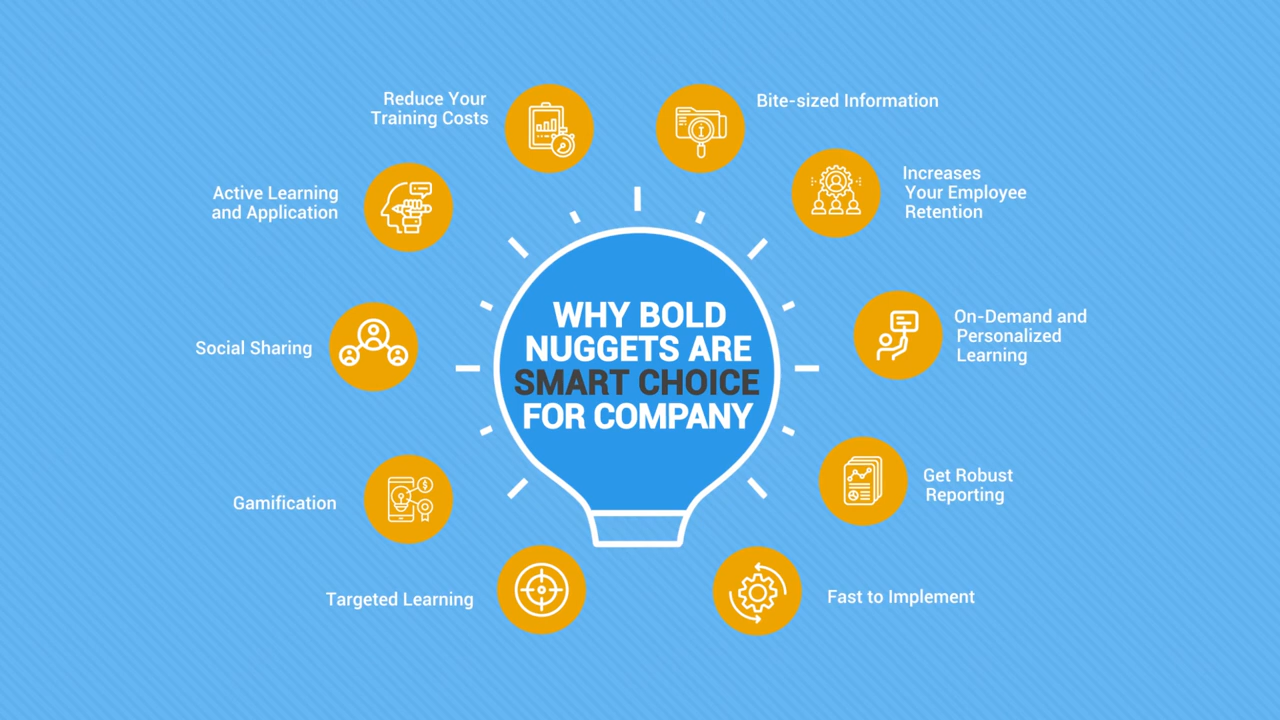 WHY BOLD
NUGGETS ARE
SMART CHOICE
FOR COMPANY
Bite-sized Information
Increases
Your Employee
Retention
On-Demand and
Personalized
Learning
Get Robust
Reporting
Fast to Implement
Targeted Learning
Gamification
Social Sharing
Active Learning
and Application
Reduce Your
Training Costs